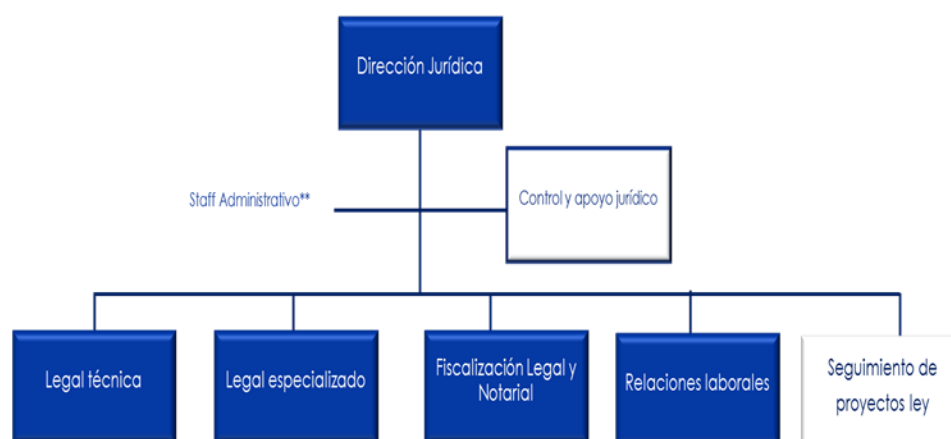 Dirección Jurídica
Staff Administrativo**
Control y apoyo jurídico
Legal técnica
Legal especializado
Fiscalización Legal y
Notarial
Relaciones laborales
Seguimiento de
proyectos ley